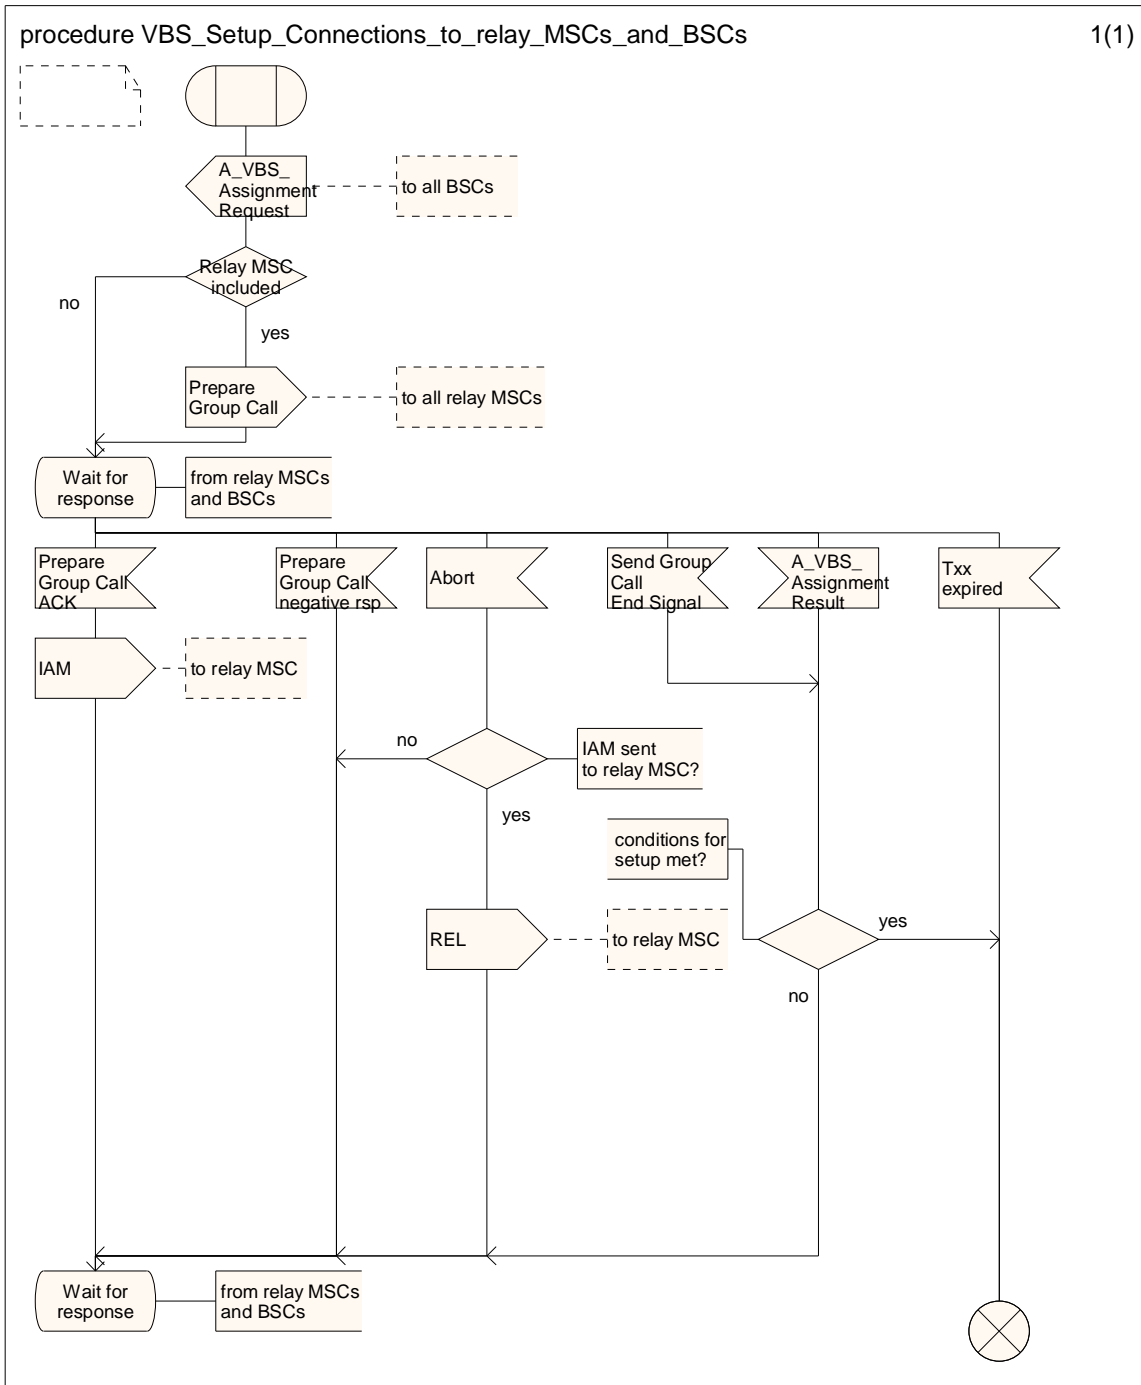 procedure VBS_Setup_Connections_to_relay_MSCs_and_BSCs
1(1)
A_VBS_
Assignment
Request
to all BSCs
Relay MSC
included
no
yes
Prepare
Group Call
to all relay MSCs
Wait for
response
from relay MSCs
and BSCs
Prepare
Group Call
ACK
Prepare
Group Call
negative rsp
Abort
Send Group
Call
End Signal
A_VBS_
Assignment
Result
Txx
expired
IAM
to relay MSC
no
IAM sent
to relay MSC?
yes
conditions for
setup met?
REL
to relay MSC
yes
no
Wait for
response
from relay MSCs
and BSCs